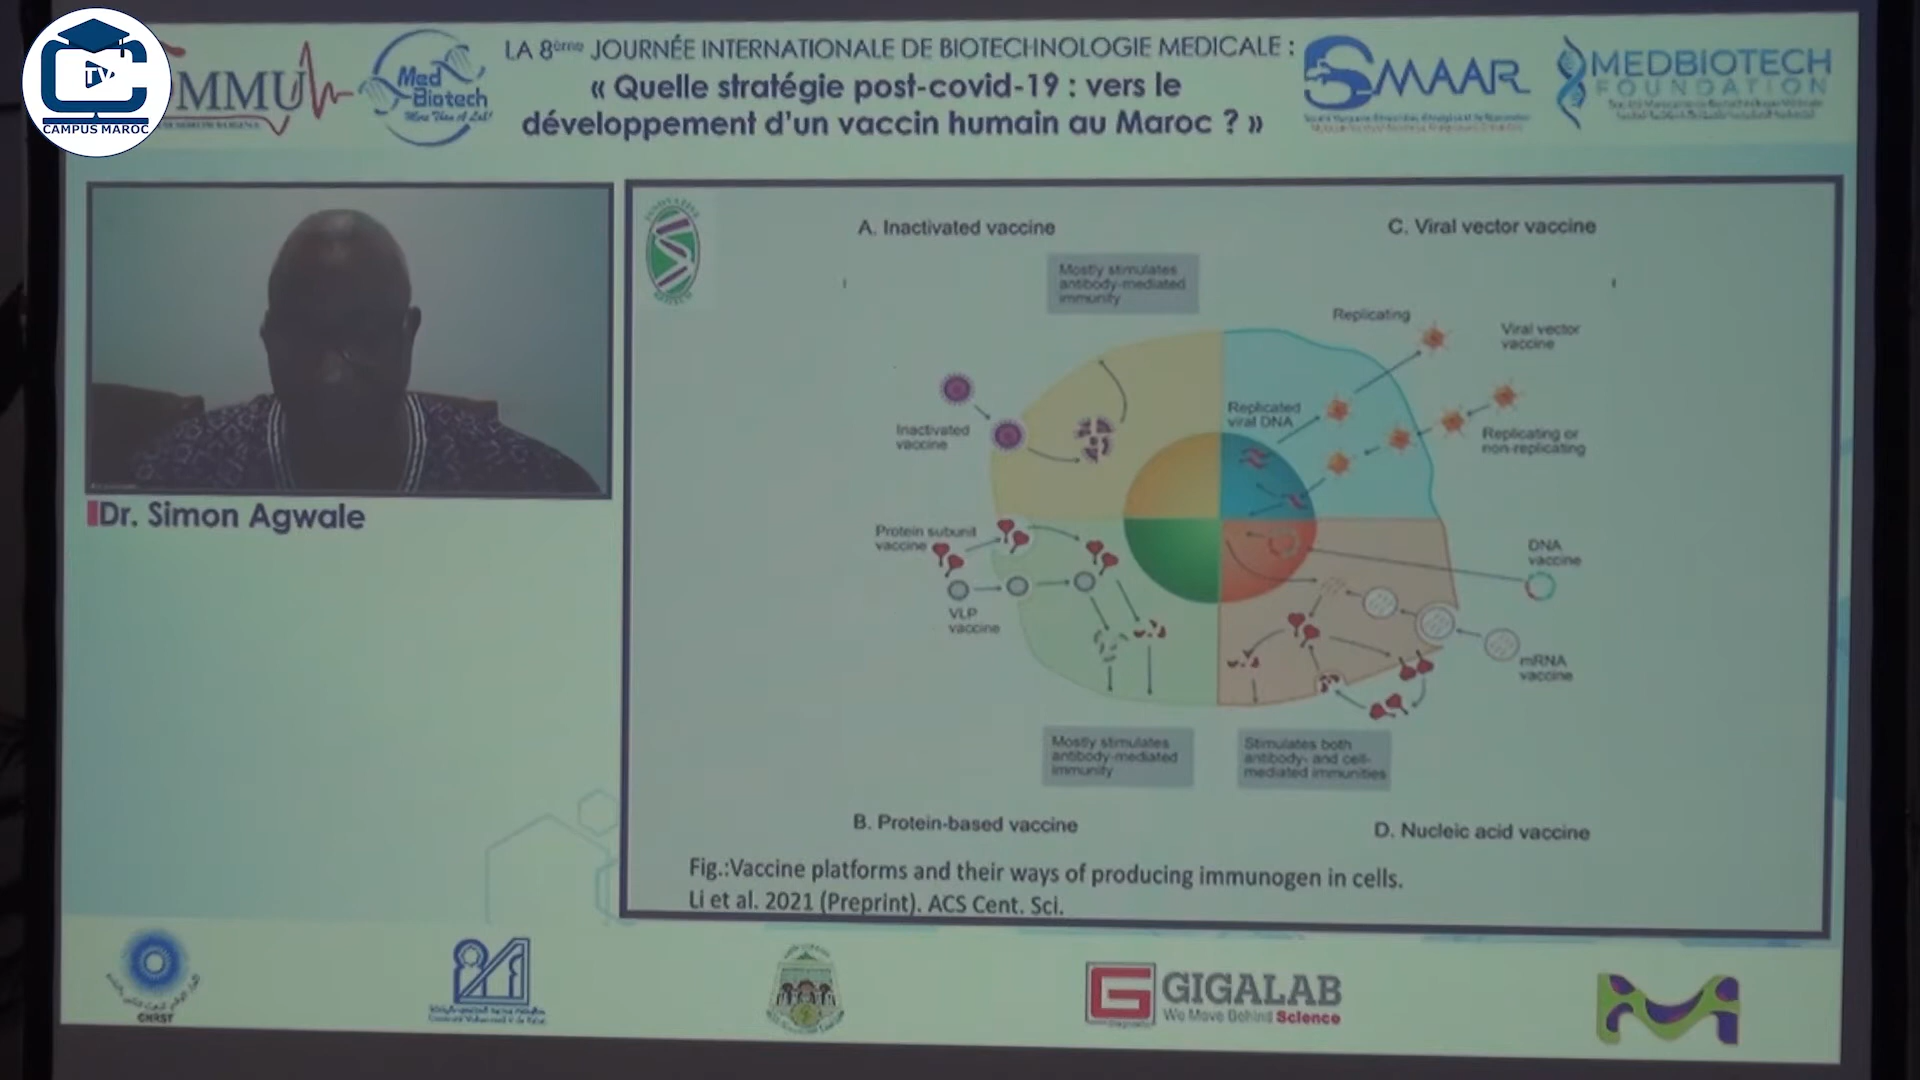 TV
CAMPUS MAROC
MMU
Med
Biotech
More Than A Lab!
LA 8ème JOURNÉE INTERNATIONALE DE BIOTECHNOLOGIE MEDICALE :
« Quelle stratégie post-covid-19 : vers le
développement d'un vaccin humain au Maroc ? »
SMAAR
MEDBIOTECH
FOUNDATION
Dr. Simon Agwale
A. Inactivated vaccine
C. Viral vector vaccine
Mostly stimulates
antibody-mediated
immunity
Replicating
Viral vector
vaccine
Replicated
viral DNA
Inactivated
vaccine
Replicating or
non-replicating
Protein subunit
vaccine
DNA
vaccine
VLP
vaccine
mRNA
vaccine
Mostly stimulates
antibody-mediated
immunity
Stimulates both
antibody- and cell-
mediated immunities
B. Protein-based vaccine
D. Nucleic acid vaccine
Fig.:Vaccine platforms and their ways of producing immunogen in cells.
Li et al. 2021 (Preprint). ACS Cent. Sci.
CNRST
GIGALAB
We Move Behind Science